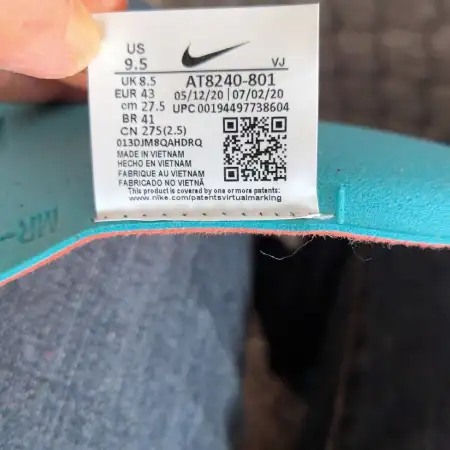 US
9.5 VJ
UK 8.5 AT8240-801
EUR 43 05/12/20 07/02/20
cm 27.5 UPC 00194497738604
BR 41
CN 275(2.5)
013DJM8QAHDRQ
MADE IN VIETNAM
HECHO EN VIETNAM
FABRIQUE AU VIETNAM
FABRICADO NO VIETNÃ
This product is covered by one or more patents:
www.nike.com/patentsvirtualmarking